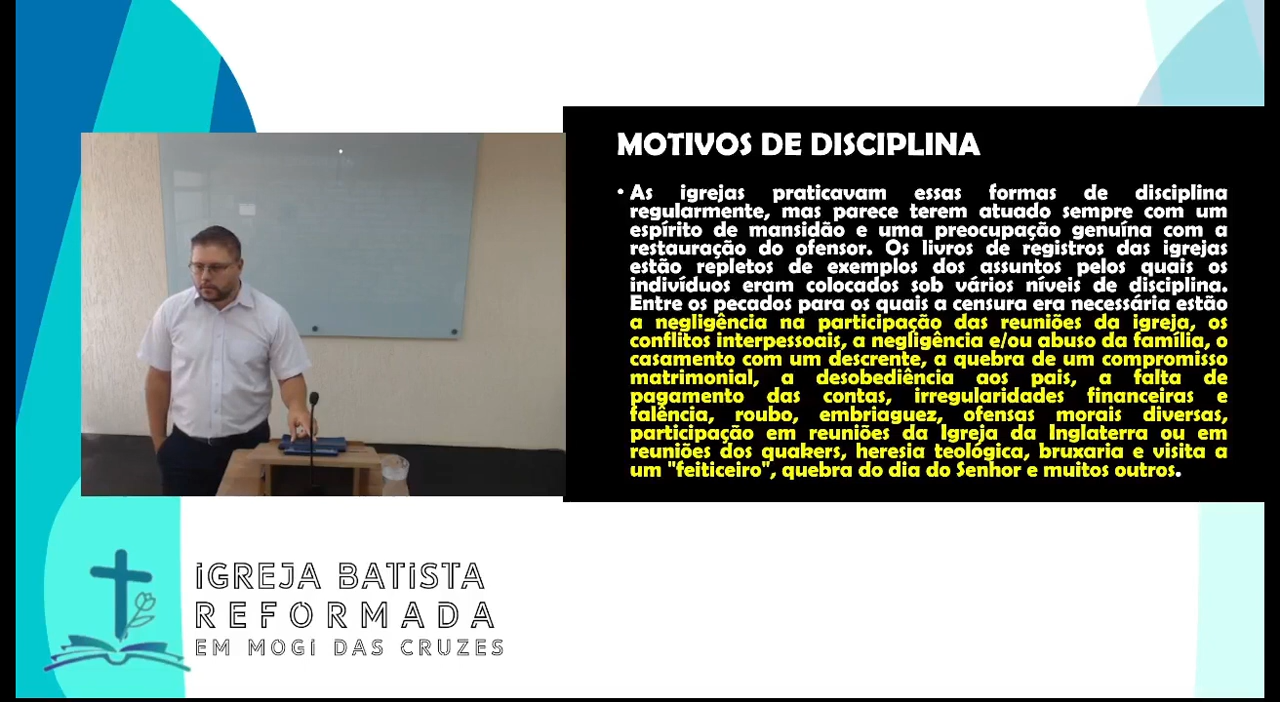 MOTIVOS DE DISCIPLINA
• As igrejas praticavam essas formas de disciplina
regularmente, mas parece terem atuado sempre com um
espírito de mansidão e uma preocupação genuína com a
restauração do ofensor. Os livros de registros das igrejas
estão repletos de exemplos dos assuntos pelos quais os
indivíduos eram colocados sob vários níveis de disciplina.
Entre os pecados para os quais a censura era necessária estão
a negligência na participação das reuniões da igreja, os
conflitos interpessoais, a negligência e/ou abuso da família, o
casamento com um descrente, a quebra de um compromisso
matrimonial, a desobediência aos pais, a falta de
pagamento das contas, irregularidades financeiras e
falência, roubo, embriaguez, ofensas morais diversas,
participação em reuniões da Igreja da Inglaterra ou em
reuniões dos quakers, heresia teológica, bruxaria e visita a
um "feiticeiro", quebra do dia do Senhor e muitos outros.
IGREJA BATISTA
REFORMADA
EM MOGI DAS CRUZES